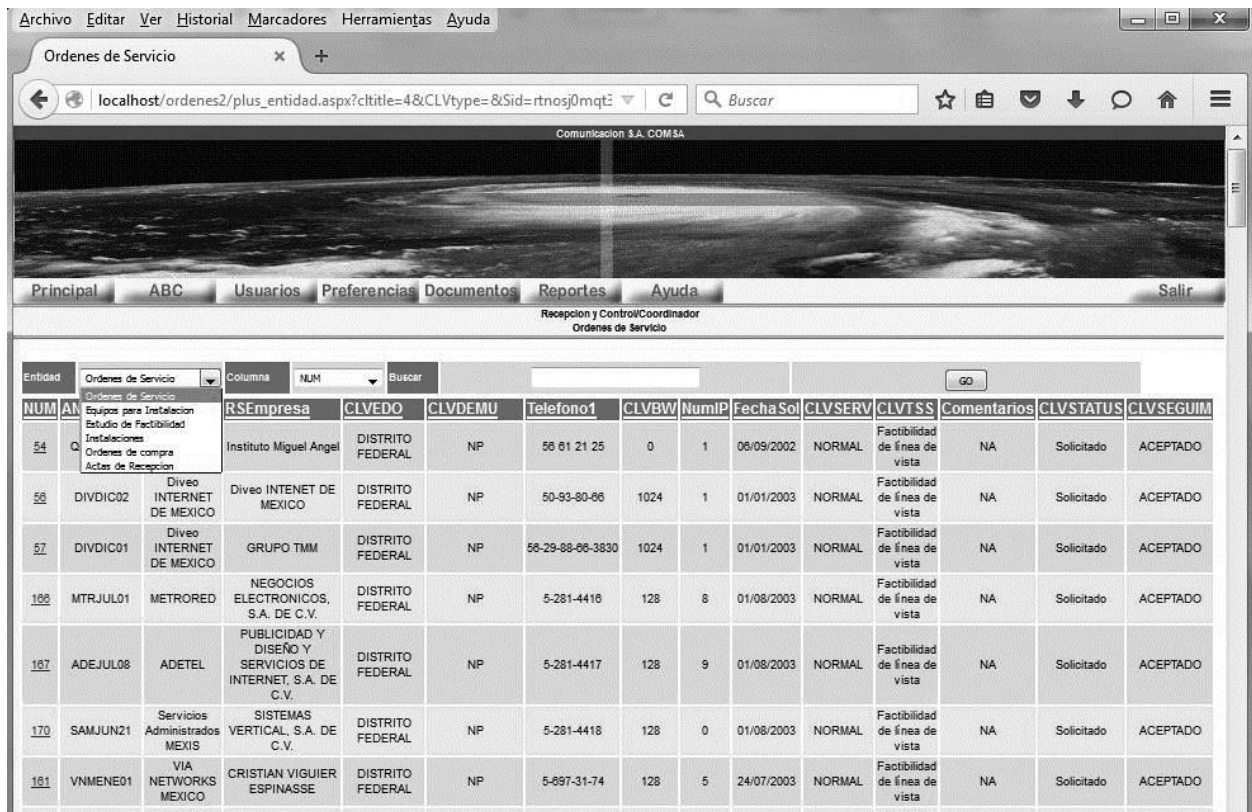 Archivo Editar Ver Historial Marcadores Herramientas Ayuda
Ordenes de Servicio
localhost/ordenes2/plus_entidad.aspx?cltitle=4&CLVtype=&Sid=rtnosj0mqt
Buscar
Comunicacion S.A. COMSA
Principal ABC Usuarios Preferencias Documentos Reportes Ayuda Salir
Recepcion y Control/Coordinador
Ordenes de Servicio
Entidad Ordenes de Servicio Columna NUM Buscar GO
Ordenes de Servicio
Equipos para Instalacion
Estudio de Factibilidad
Instalaciones
Ordenes de compra
Actas de Recepcion
NUM RSEmpresa CLVEDO CLVDEMU Telefono1 CLVBW NumIP FechaSol CLVSERV CLVTSS Comentarios CLVSTATUS CLVSEGUIM
54 Instituto Miguel Angel DISTRITO FEDERAL NP 56 61 21 25 0 1 06/09/2002 NORMAL Factibilidad de línea de vista NA Solicitado ACEPTADO
56 DIVDIC02 Diveo INTERNET DE MEXICO Diveo INTENET DE MEXICO DISTRITO FEDERAL NP 50-93-80-66 1024 1 01/01/2003 NORMAL Factibilidad de línea de vista NA Solicitado ACEPTADO
57 DIVDIC01 Diveo INTERNET DE MEXICO GRUPO TMM DISTRITO FEDERAL NP 56-29-88-66-3830 1024 1 01/01/2003 NORMAL Factibilidad de línea de vista NA Solicitado ACEPTADO
166 MTRJUL01 METRORED NEGOCIOS ELECTRONICOS, S.A. DE C.V. DISTRITO FEDERAL NP 5-281-4416 128 8 01/08/2003 NORMAL Factibilidad de línea de vista NA Solicitado ACEPTADO
167 ADEJUL08 ADETEL PUBLICIDAD Y DISEÑO Y SERVICIOS DE INTERNET, S.A. DE C.V. DISTRITO FEDERAL NP 5-281-4417 128 9 01/08/2003 NORMAL Factibilidad de línea de vista NA Solicitado ACEPTADO
170 SAMJUN21 Servicios Administrados MEXIS SISTEMAS VERTICAL, S.A. DE C.V. DISTRITO FEDERAL NP 5-281-4418 128 0 01/08/2003 NORMAL Factibilidad de línea de vista NA Solicitado ACEPTADO
161 VNMENE01 VIA NETWORKS MEXICO CRISTIAN VIGUIER ESPINASSE DISTRITO FEDERAL NP 5-697-31-74 128 5 24/07/2003 NORMAL Factibilidad de línea de vista NA Solicitado ACEPTADO